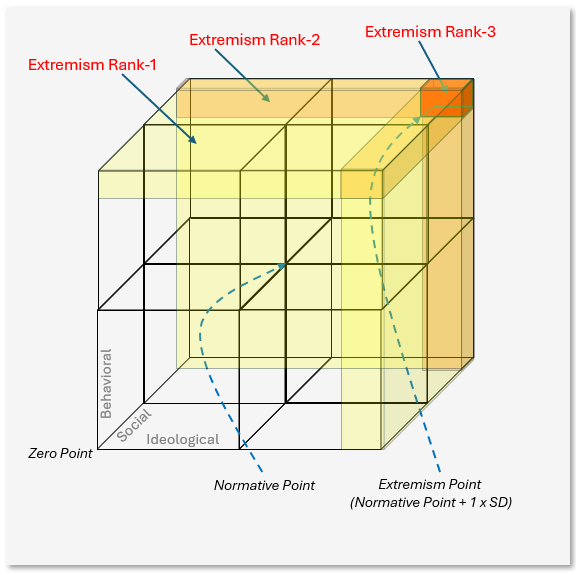 Extremism Rank-3
Extremism Rank-2
Extremism Rank-1
Behavioral
Social
Ideological
Zero Point
Normative Point
Extremism Point
(Normative Point + 1 x SD)